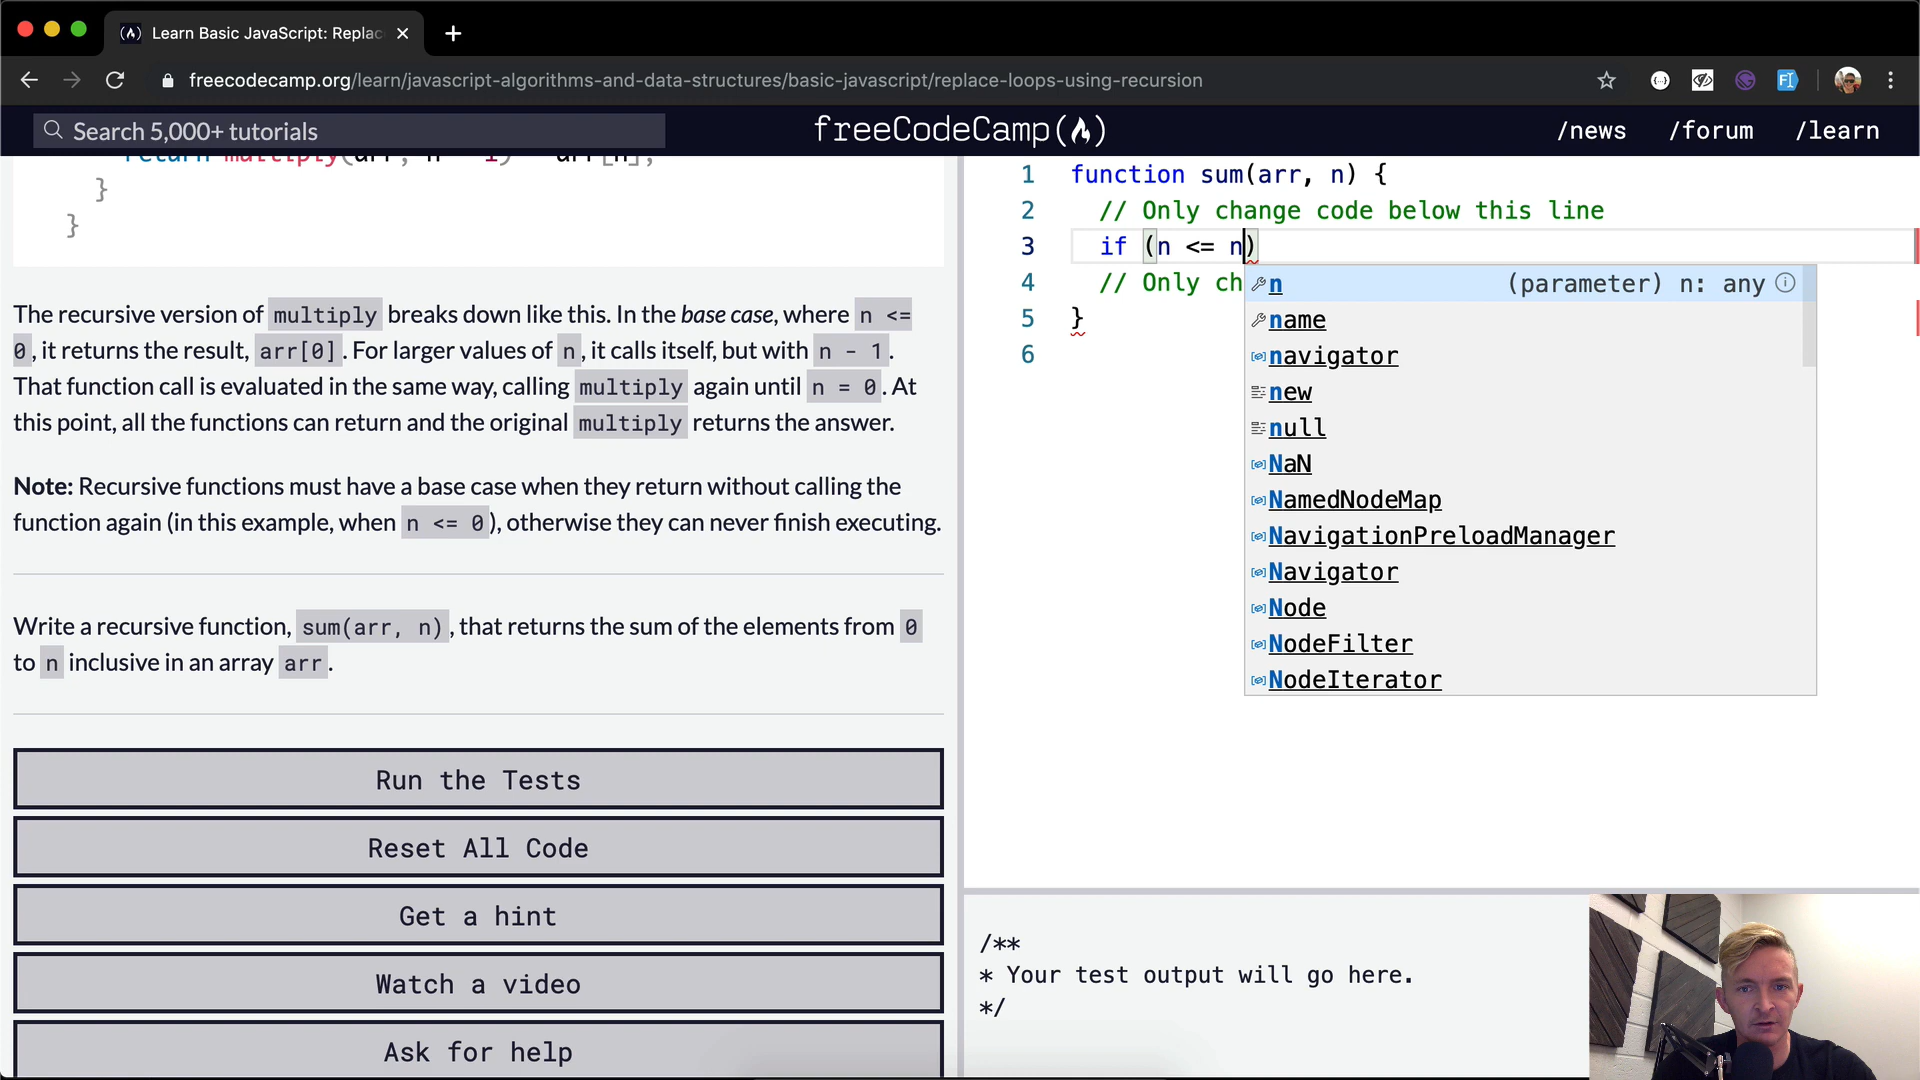 Learn Basic JavaScript: Replac
freecodecamp.org/learn/javascript-algorithms-and-data-structures/basic-javascript/replace-loops-using-recursion
Search 5,000+ tutorials
freeCodeCamp
/news
/forum
/learn
return multiply(arr, n - 1) * arr[n];
}
}
The recursive version of multiply breaks down like this. In the base case, where n <=
0, it returns the result, arr[0]. For larger values of n, it calls itself, but with n - 1.
That function call is evaluated in the same way, calling multiply again until n = 0. At
this point, all the functions can return and the original multiply returns the answer.
Note: Recursive functions must have a base case when they return without calling the
function again (in this example, when n <= 0), otherwise they can never finish executing.
Write a recursive function, sum(arr, n), that returns the sum of the elements from 0
to n inclusive in an array arr.
Run the Tests
Reset All Code
Get a hint
Watch a video
Ask for help
1 function sum(arr, n) {
2 // Only change code below this line
3 if (n <= n)
4 // Only ch
5 }
6
n (parameter) n: any
name
navigator
new
null
NaN
NamedNodeMap
NavigationPreloadManager
Navigator
Node
NodeFilter
NodeIterator
/**
* Your test output will go here.
*/